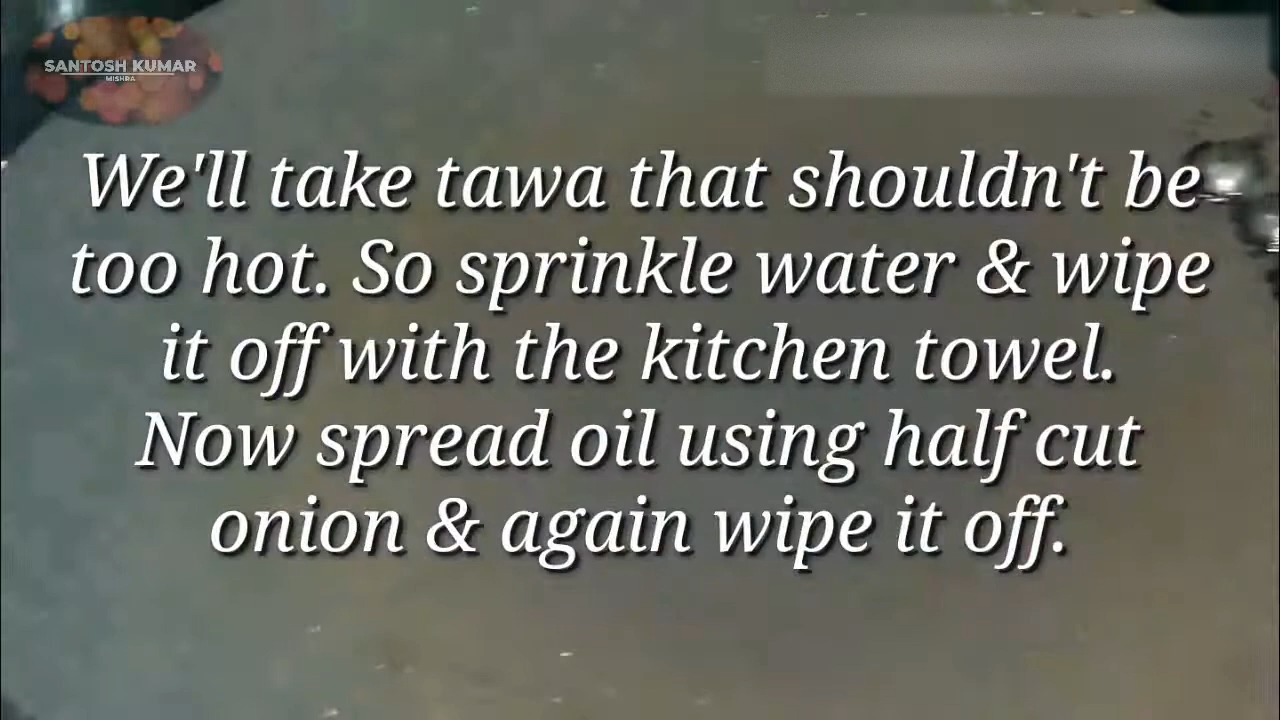 SANTOSH KUMAR
MISHRA
We'll take tawa that shouldn't be
too hot. So sprinkle water & wipe
it off with the kitchen towel.
Now spread oil using half cut
onion & again wipe it off.